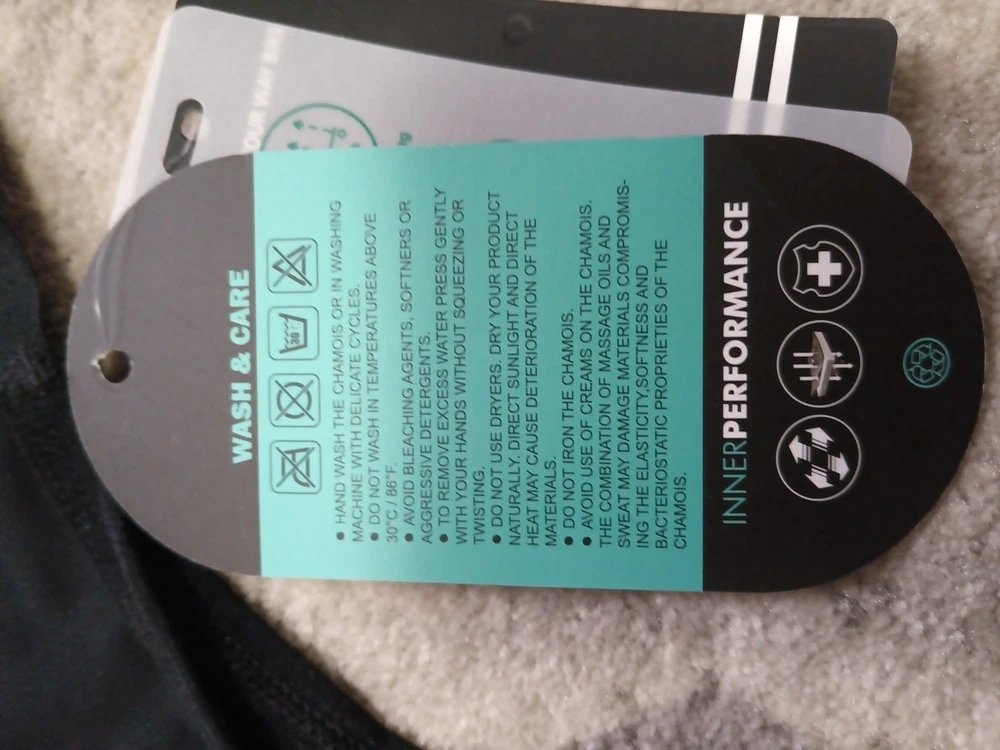 WASH & CARE
30°
• HAND WASH THE CHAMOIS OR IN WASHING
MACHINE WITH DELICATE CYCLES.
• DO NOT WASH IN TEMPERATURES ABOVE
30°C / 86°F.
• AVOID BLEACHING AGENTS, SOFTNERS OR
AGGRESSIVE DETERGENTS.
• TO REMOVE EXCESS WATER PRESS GENTLY
WITH YOUR HANDS WITHOUT SQUEEZING OR
TWISTING.
• DO NOT USE DRYERS. DRY YOUR PRODUCT
NATURALLY. DIRECT SUNLIGHT AND DIRECT
HEAT MAY CAUSE DETERIORATION OF THE
MATERIALS.
• DO NOT IRON THE CHAMOIS.
• AVOID USE OF CREAMS ON THE CHAMOIS.
THE COMBINATION OF MASSAGE OILS AND
SWEAT MAY DAMAGE MATERIALS COMPROMIS-
ING THE ELASTICITY,SOFTNESS AND
BACTERIOSTATIC PROPRIETIES OF THE
CHAMOIS.
INNERPERFORMANCE